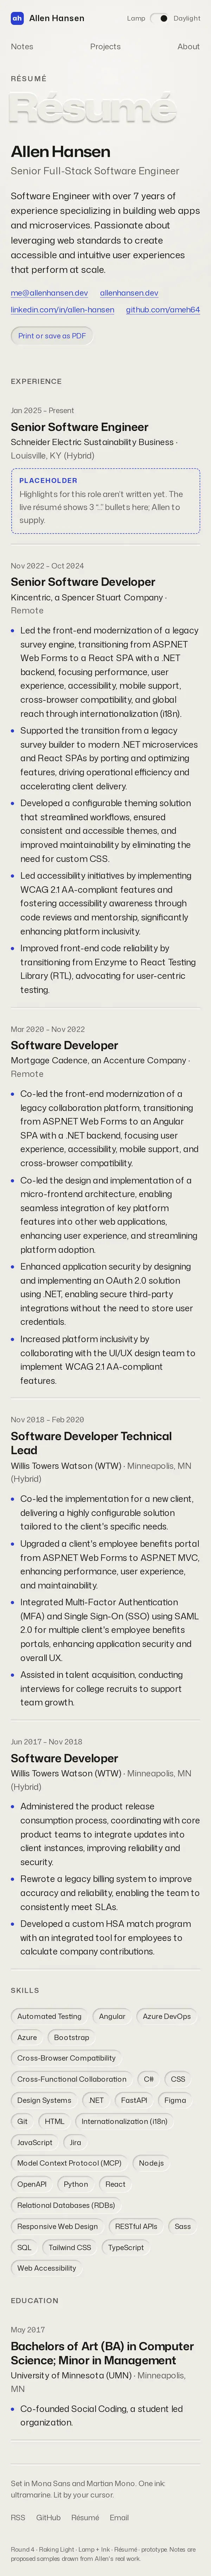 ah Allen Hansen Lamp Daylight
Notes Projects About
RÉSUMÉ
Résumé
Allen Hansen
Senior Full-Stack Software Engineer
Software Engineer with over 7 years of
experience specializing in building web apps
and microservices. Passionate about
leveraging web standards to create
accessible and intuitive user experiences
that perform at scale.
me@allenhansen.dev allenhansen.dev
linkedin.com/in/allen-hansen github.com/ameh64
Print or save as PDF
EXPERIENCE
Jan 2025 – Present
Senior Software Engineer
Schneider Electric Sustainability Business ·
Louisville, KY (Hybrid)
PLACEHOLDER
Highlights for this role aren't written yet. The
live résumé shows 3 "..." bullets here; Allen to
supply.
Nov 2022 – Oct 2024
Senior Software Developer
Kincentric, a Spencer Stuart Company ·
Remote
Led the front-end modernization of a legacy
survey engine, transitioning from ASP.NET
Web Forms to a React SPA with a .NET
backend, focusing performance, user
experience, accessibility, mobile support,
cross-browser compatibility, and global
reach through internationalization (i18n).
Supported the transition from a legacy
survey builder to modern .NET microservices
and React SPAs by porting and optimizing
features, driving operational efficiency and
accelerating client delivery.
Developed a configurable theming solution
that streamlined workflows, ensured
consistent and accessible themes, and
improved maintainability by eliminating the
need for custom CSS.
Led accessibility initiatives by implementing
WCAG 2.1 AA-compliant features and
fostering accessibility awareness through
code reviews and mentorship, significantly
enhancing platform inclusivity.
Improved front-end code reliability by
transitioning from Enzyme to React Testing
Library (RTL), advocating for user-centric
testing.
Mar 2020 – Nov 2022
Software Developer
Mortgage Cadence, an Accenture Company ·
Remote
Co-led the front-end modernization of a
legacy collaboration platform, transitioning
from ASP.NET Web Forms to an Angular
SPA with a .NET backend, focusing user
experience, accessibility, mobile support, and
cross-browser compatibility.
Co-led the design and implementation of a
micro-frontend architecture, enabling
seamless integration of key platform
features into other web applications,
enhancing user experience, and streamlining
platform adoption.
Enhanced application security by designing
and implementing an OAuth 2.0 solution
using .NET, enabling secure third-party
integrations without the need to store user
credentials.
Increased platform inclusivity by
collaborating with the UI/UX design team to
implement WCAG 2.1 AA-compliant
features.
Nov 2018 – Feb 2020
Software Developer Technical
Lead
Willis Towers Watson (WTW) · Minneapolis, MN
(Hybrid)
Co-led the implementation for a new client,
delivering a highly configurable solution
tailored to the client's specific needs.
Upgraded a client's employee benefits portal
from ASP.NET Web Forms to ASP.NET MVC,
enhancing performance, user experience,
and maintainability.
Integrated Multi-Factor Authentication
(MFA) and Single Sign-On (SSO) using SAML
2.0 for multiple client's employee benefits
portals, enhancing application security and
overall UX.
Assisted in talent acquisition, conducting
interviews for college recruits to support
team growth.
Jun 2017 – Nov 2018
Software Developer
Willis Towers Watson (WTW) · Minneapolis, MN
(Hybrid)
Administered the product release
consumption process, coordinating with core
product teams to integrate updates into
client instances, improving reliability and
security.
Rewrote a legacy billing system to improve
accuracy and reliability, enabling the team to
consistently meet SLAs.
Developed a custom HSA match program
with an integrated tool for employees to
calculate company contributions.
SKILLS
Automated Testing Angular Azure DevOps
Azure Bootstrap
Cross-Browser Compatibility
Cross-Functional Collaboration C# CSS
Design Systems .NET FastAPI Figma
Git HTML Internationalization (i18n)
JavaScript Jira
Model Context Protocol (MCP) Node.js
OpenAPI Python React
Relational Databases (RDBs)
Responsive Web Design RESTful APIs Sass
SQL Tailwind CSS TypeScript
Web Accessibility
EDUCATION
May 2017
Bachelors of Art (BA) in Computer
Science; Minor in Management
University of Minnesota (UMN) · Minneapolis,
MN
Co-founded Social Coding, a student led
organization.
Set in Mona Sans and Martian Mono. One ink:
ultramarine. Lit by your cursor.
RSS GitHub Résumé Email
Round 4 · Raking Light · Lamp + Ink · Résumé · prototype. Notes are
proposed samples drawn from Allen's real work.